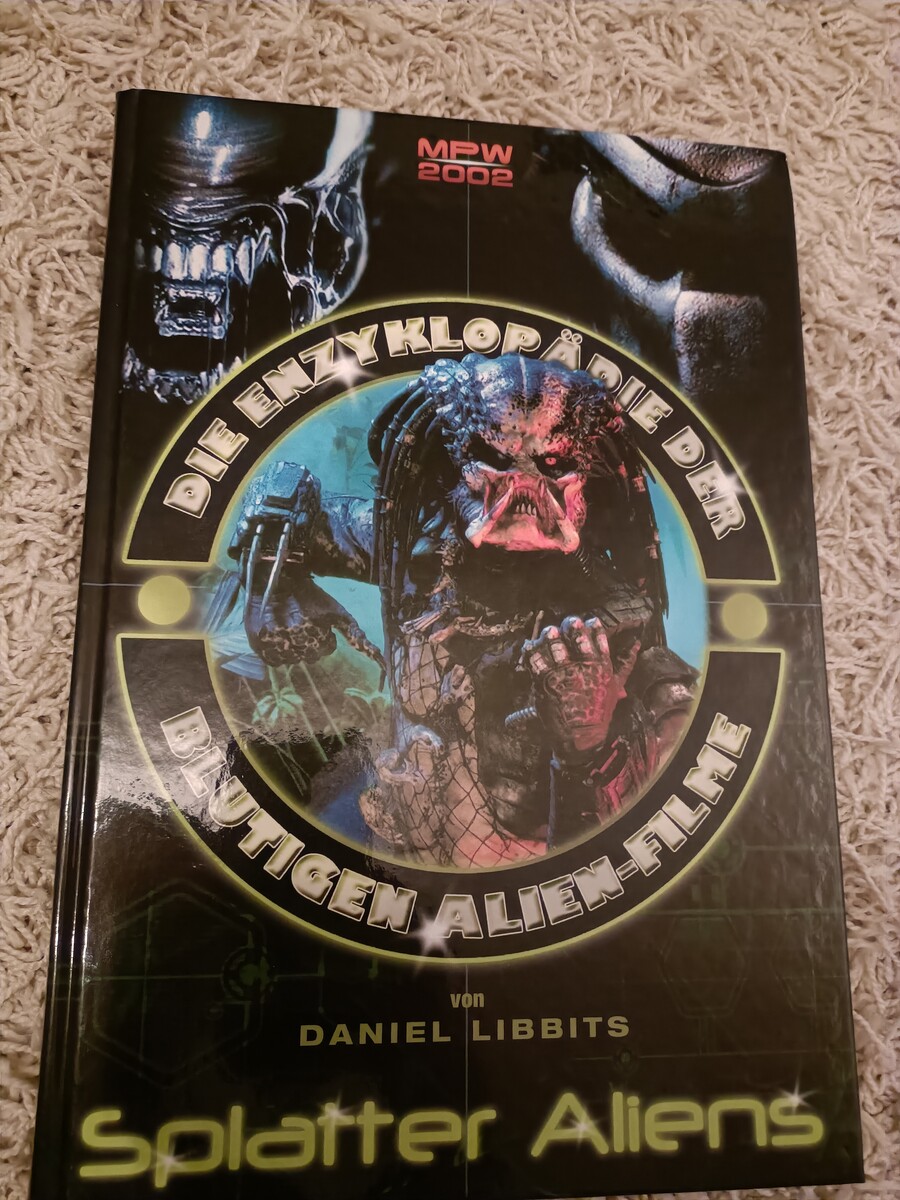 MPW
2002
DIE ENZYKLOPÄDIE DER
BLUTIGEN ALIEN-FILME
von
DANIEL LIBBITS
Splatter Aliens